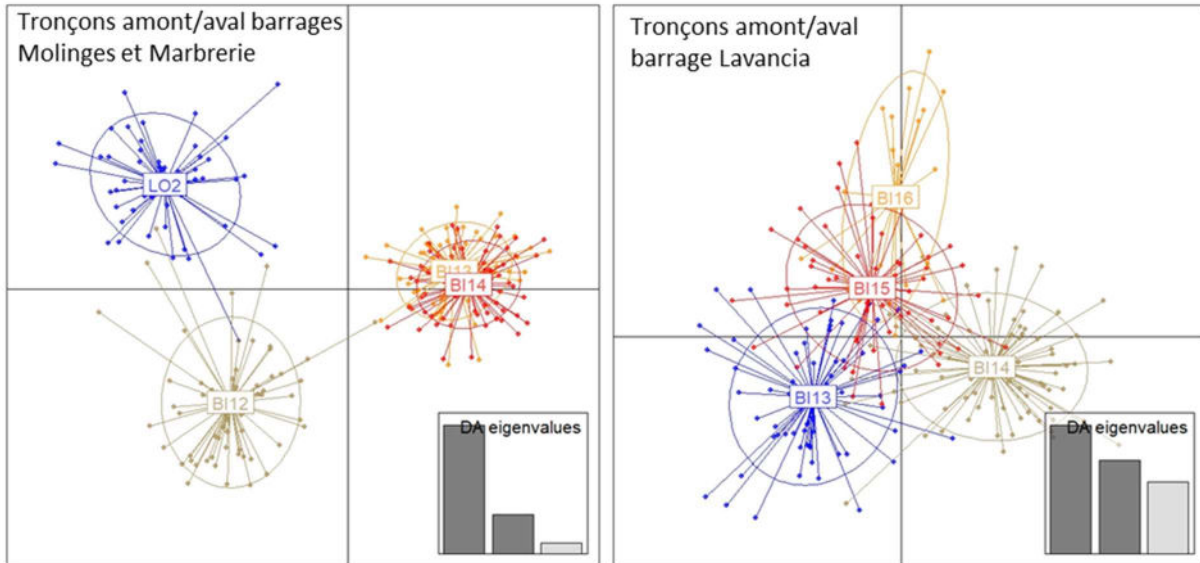 Tronçons amont/aval barrages
Molinges et Marbrerie
LO2
BI14
BI12
DA eigenvalues
Tronçons amont/aval
barrage Lavancia
BI16
BI15
BI14
BI13
DA eigenvalues